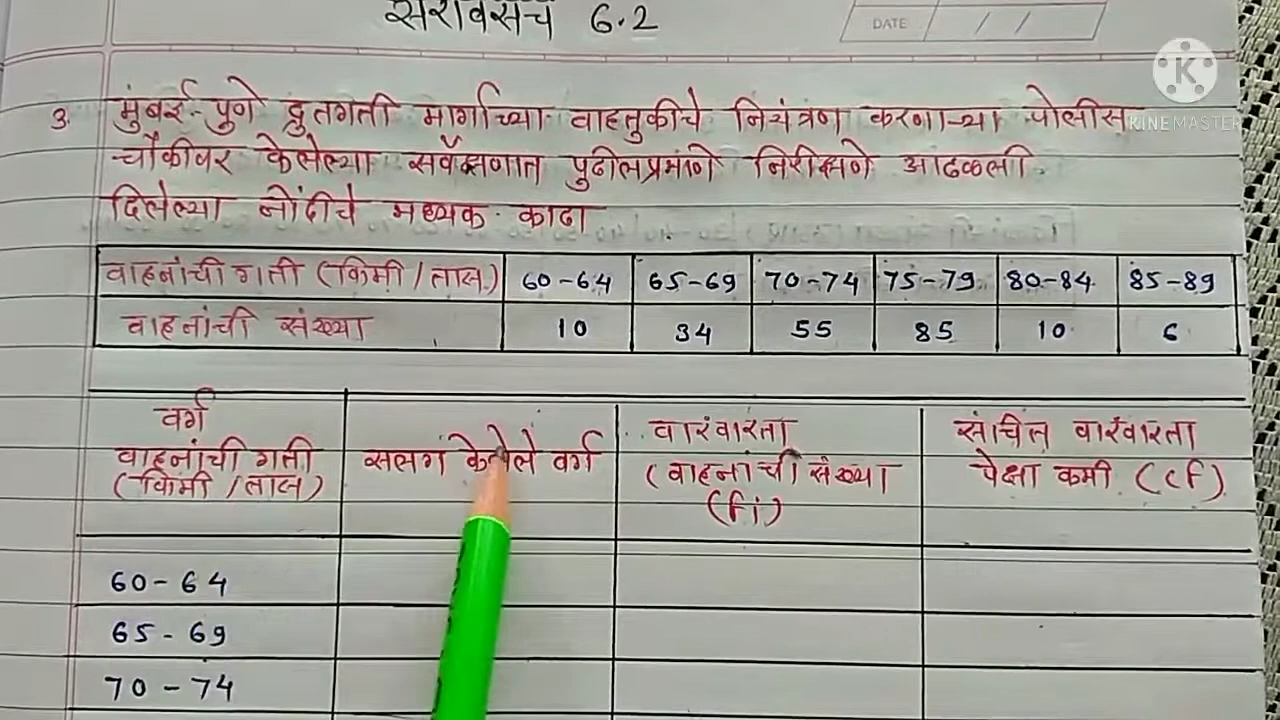 सरावसंच 6.2
DATE / /
K
KINEMASTER
3 मुंबई-पुणे द्रुतगती मार्गाच्या वाहतुकीचे नियंत्रण करणाऱ्या पोलीस
चौकीवर केलेल्या सर्वेक्षणात पुढीलप्रमाणे निरीक्षणे आढळली.
दिलेल्या नोंदीचे मध्यक काढा
वाहनांची गती (किमी/तास) 60-64 65-69 70-74 75-79 80-84 85-89
वाहनांची संख्या 10 34 55 85 10 6
वर्ग
वाहनांची गती
(किमी/तास)
सलग केलेले वर्ग
वारंवारता
(वाहनांची संख्या
(fi)
संचित वारंवारता
पेक्षा कमी (cf)
60-64
65-69
70-74